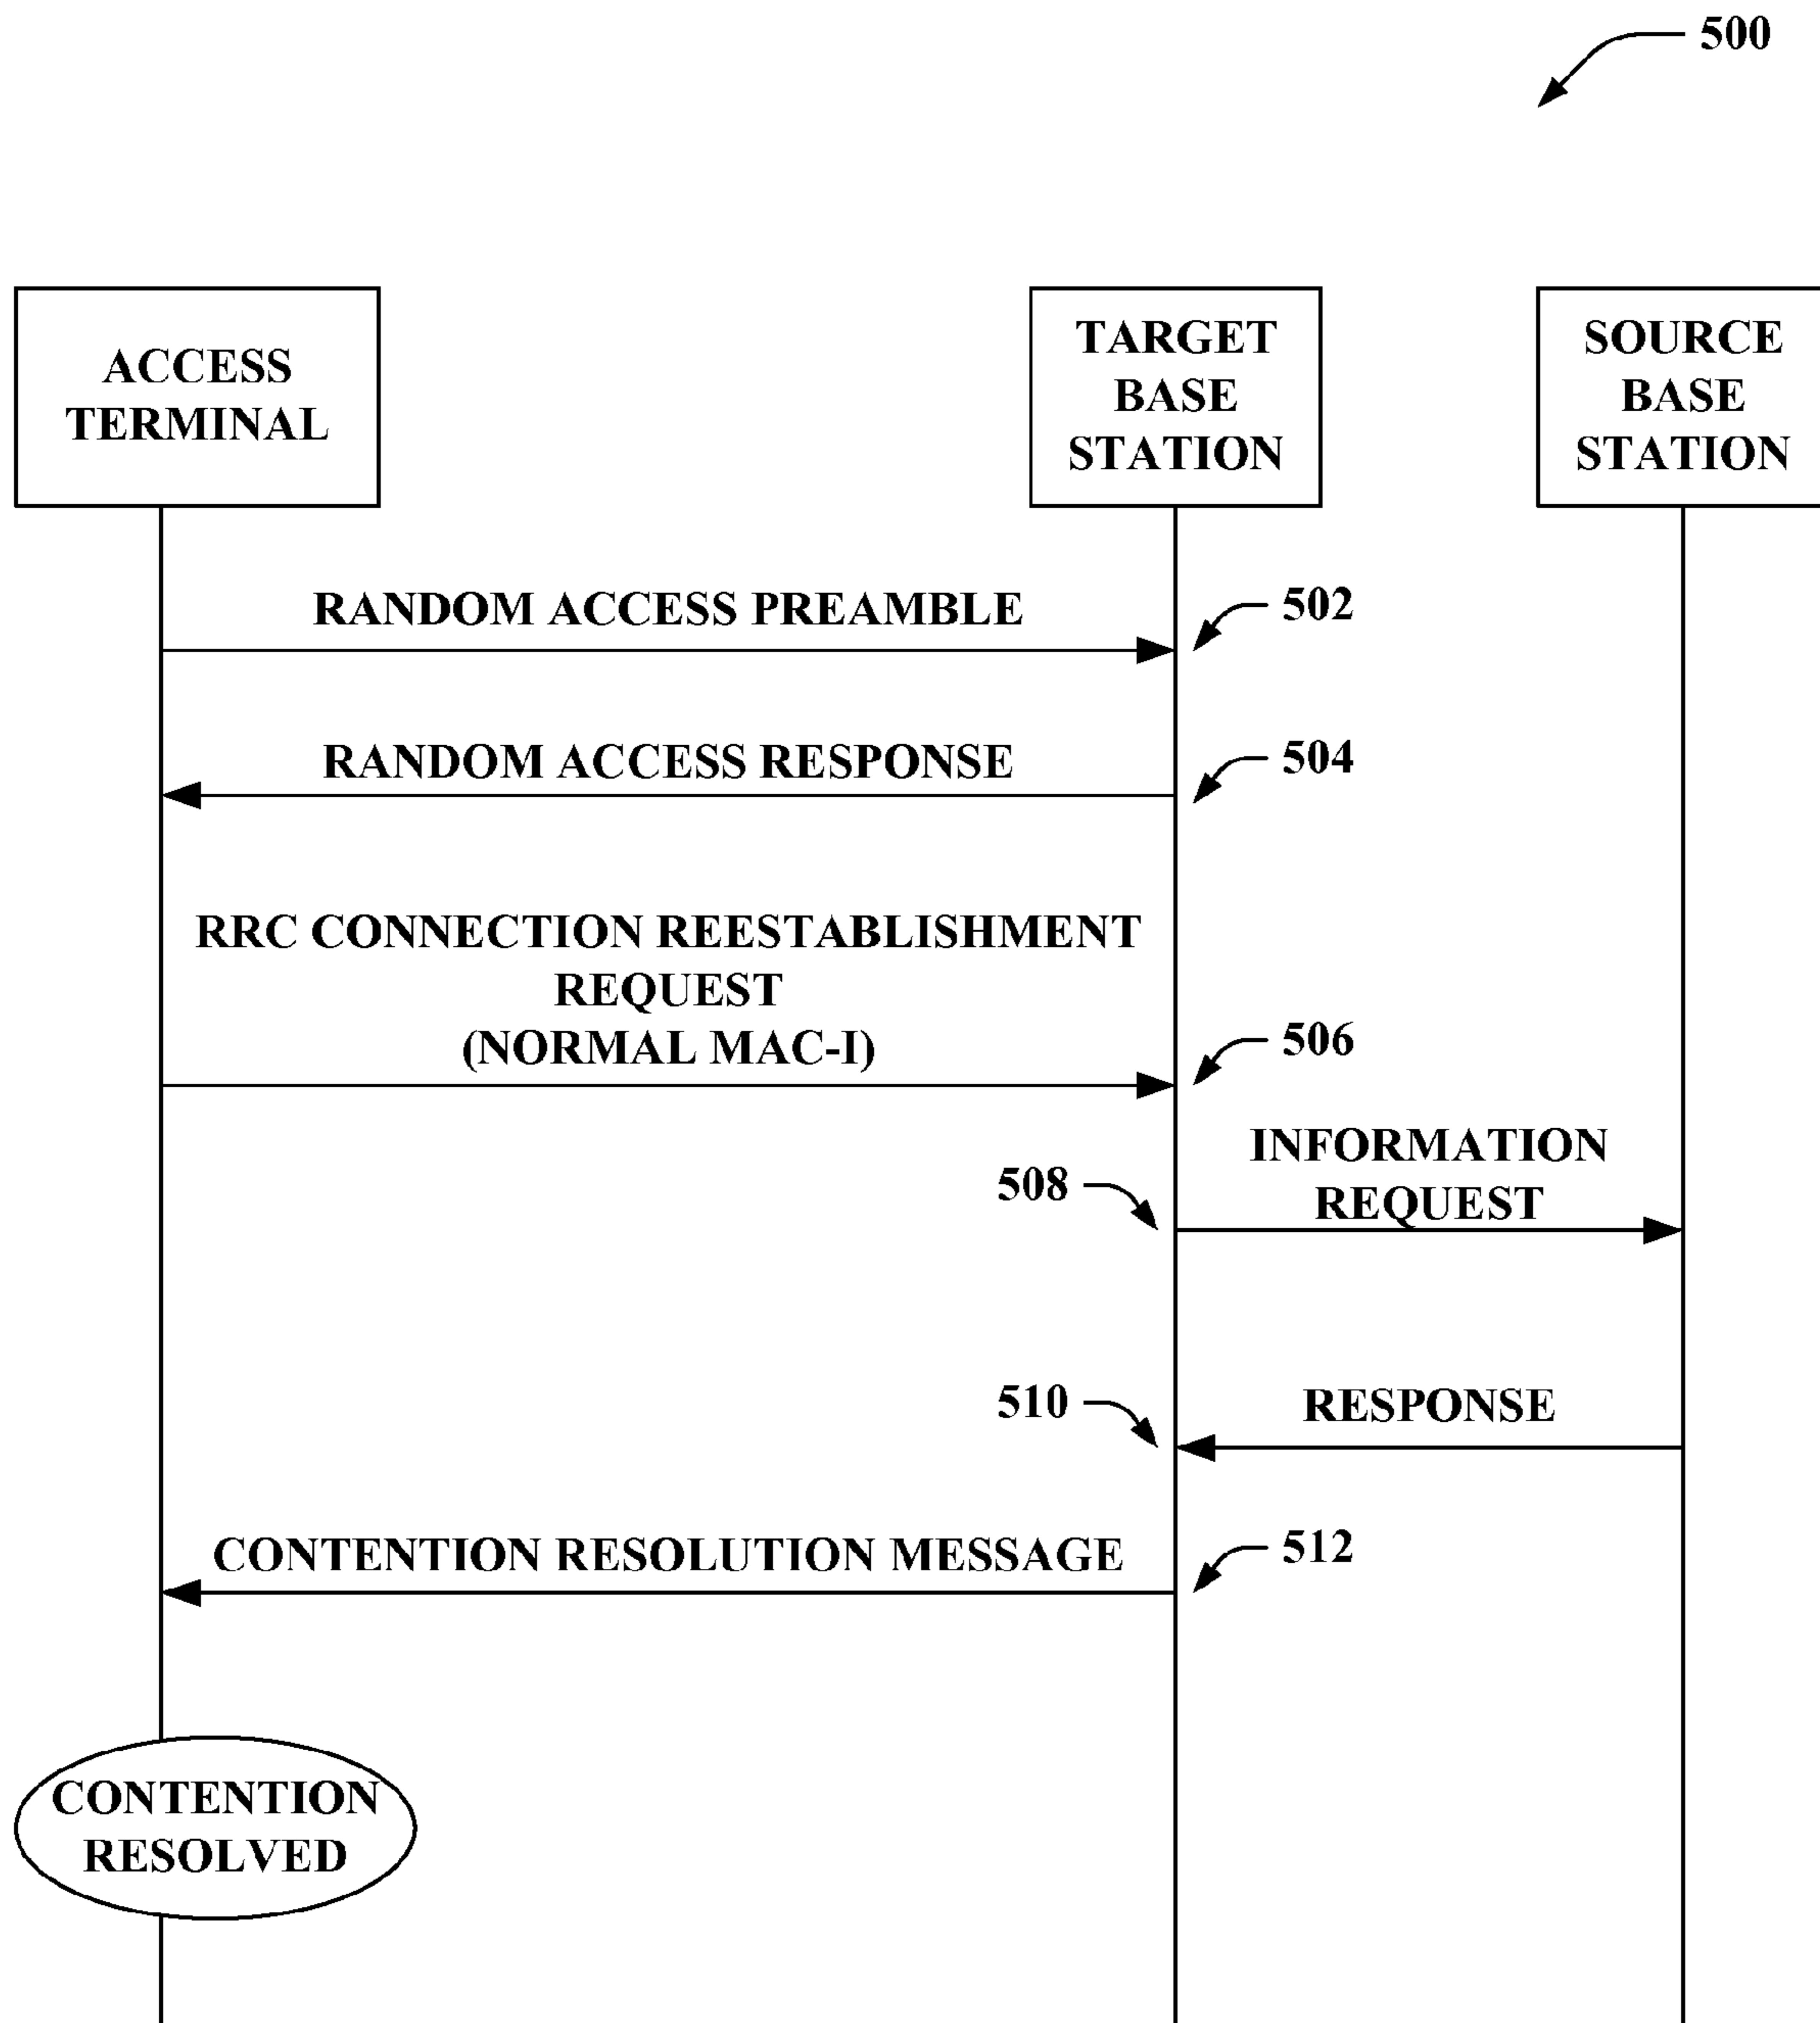 500
ACCESS
TERMINAL
TARGET
BASE
STATION
SOURCE
BASE
STATION
RANDOM ACCESS PREAMBLE
502
RANDOM ACCESS RESPONSE
504
RRC CONNECTION REESTABLISHMENT
REQUEST
(NORMAL MAC-I)
506
INFORMATION
REQUEST
508
RESPONSE
510
CONTENTION RESOLUTION MESSAGE
512
CONTENTION
RESOLVED